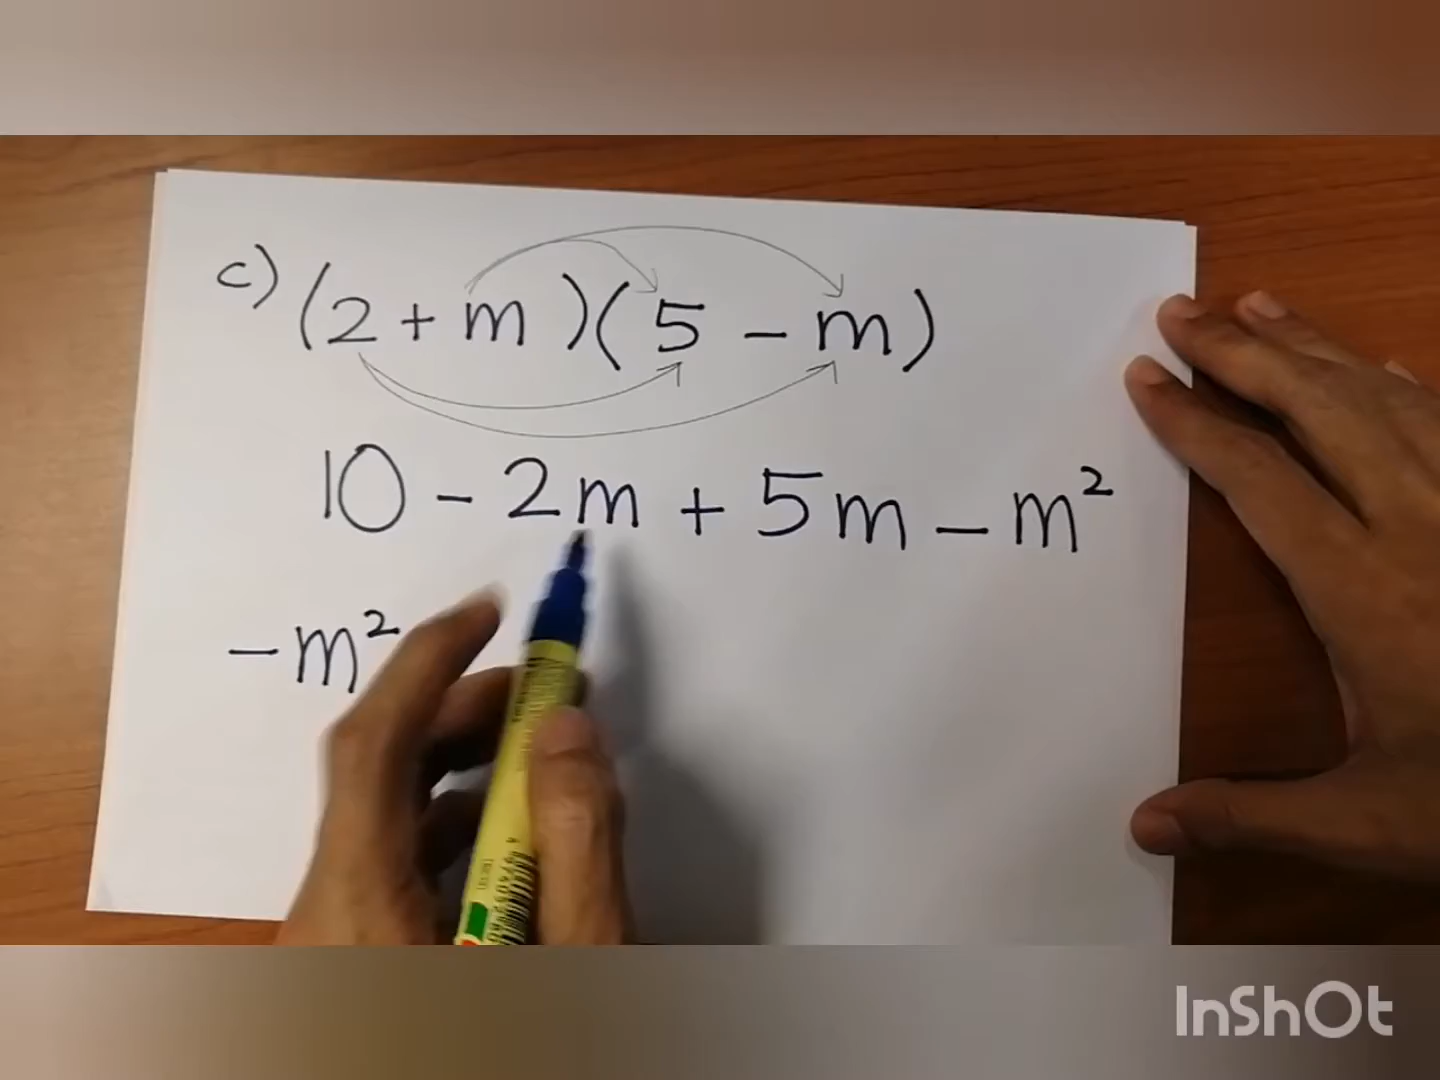 c) (2 + m)(5 - m)
10 - 2m + 5m - m²
- m²
InShOt